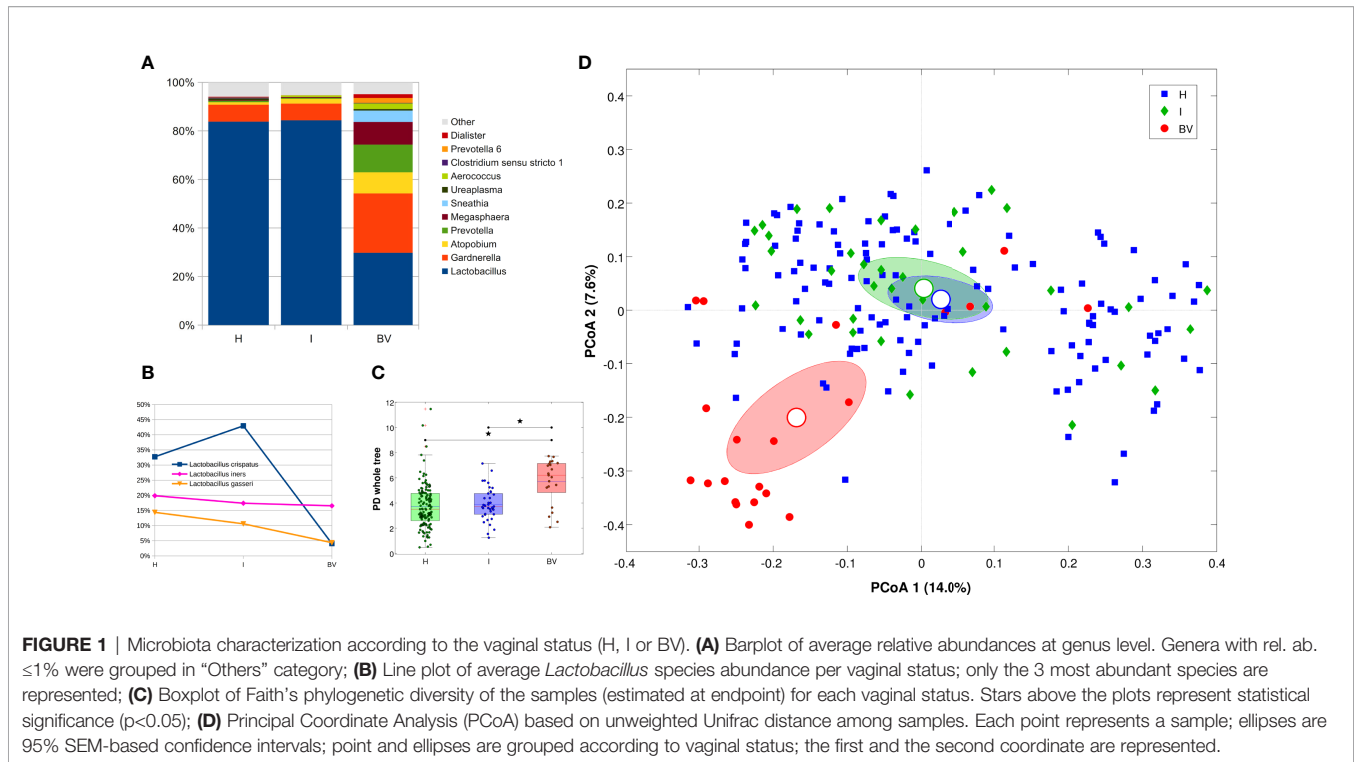 A
100%
80%
60%
40%
20%
0%
H
I
BV
Other
Dialister
Prevotella 6
Clostridium sensu stricto 1
Aerococcus
Ureaplasma
Sneathia
Megasphaera
Prevotella
Atopobium
Gardnerella
Lactobacillus
B
50%
45%
40%
35%
30%
25%
20%
15%
10%
5%
0%
Lactobacillus crispatus
Lactobacillus iners
Lactobacillus gasseri
H
I
BV
C
PD whole tree
12
10
8
6
4
2
0
H
I
BV
D
PCoA 2 (7.6%)
0.4
0.3
0.2
0.1
0
-0.1
-0.2
-0.3
-0.4
H
I
BV
-0.4
-0.3
-0.2
-0.1
0
0.1
0.2
0.3
0.4
PCoA 1 (14.0%)
FIGURE 1 | Microbiota characterization according to the vaginal status (H, I or BV). (A) Barplot of average relative abundances at genus level. Genera with rel. ab.
≤1% were grouped in “Others” category; (B) Line plot of average Lactobacillus species abundance per vaginal status; only the 3 most abundant species are
represented; (C) Boxplot of Faith’s phylogenetic diversity of the samples (estimated at endpoint) for each vaginal status. Stars above the plots represent statistical
significance (p<0.05); (D) Principal Coordinate Analysis (PCoA) based on unweighted Unifrac distance among samples. Each point represents a sample; ellipses are
95% SEM-based confidence intervals; point and ellipses are grouped according to vaginal status; the first and the second coordinate are represented.